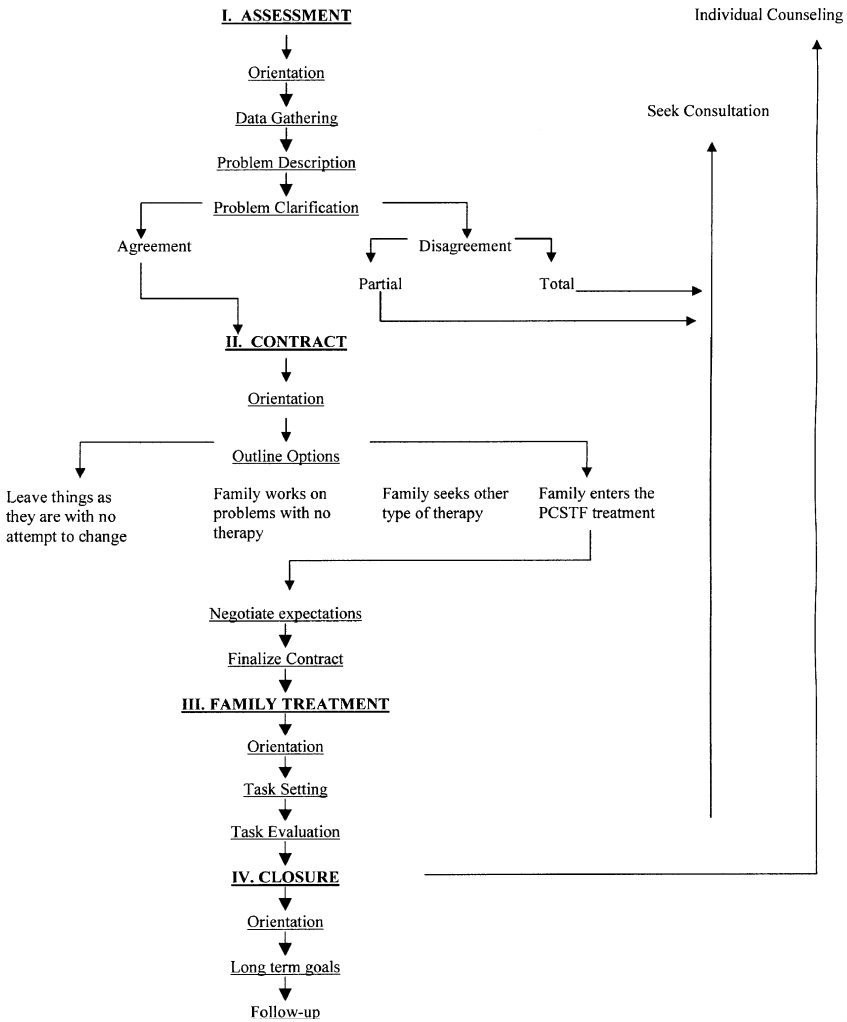 I. ASSESSMENT
Individual Counseling
Orientation
Seek Consultation
Data Gathering
Problem Description
Problem Clarification
Agreement
Disagreement
Partial
Total
II. CONTRACT
Orientation
Outline Options
Leave things as
they are with no
attempt to change
Family works on
problems with no
therapy
Family seeks other
type of therapy
Family enters the
PCSTF treatment
Negotiate expectations
Finalize Contract
III. FAMILY TREATMENT
Orientation
Task Setting
Task Evaluation
IV. CLOSURE
Orientation
Long term goals
Follow-up